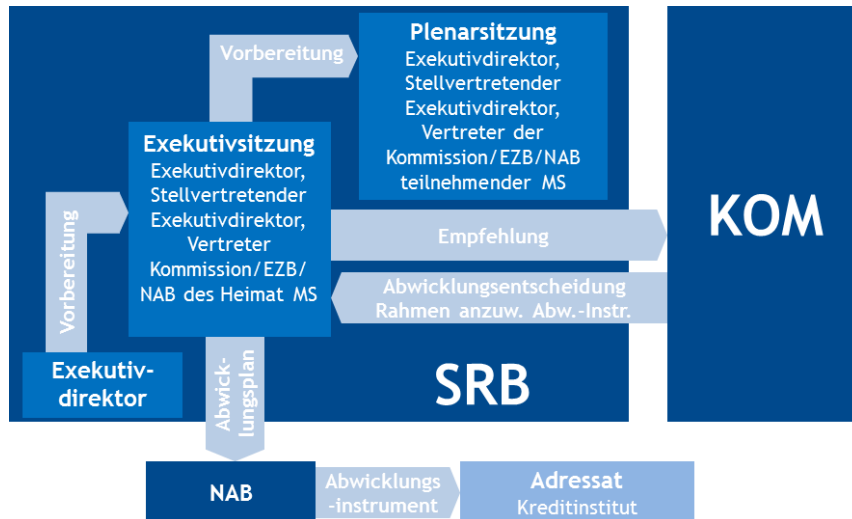 Vorbereitung
Plenarsitzung
Exekutivdirektor,
Stellvertretender
Exekutivdirektor,
Vertreter der
Kommission/EZB/NAB
teilnehmender MS
Exekutivsitzung
Exekutivdirektor,
Stellvertretender
Exekutivdirektor,
Vertreter
Kommission/EZB/
NAB des Heimat MS
Vorbereitung
Exekutiv-
direktor
Empfehlung
Abwicklungsentscheidung
Rahmen anzuw. Abw.-Instr.
KOM
SRB
Abwick-
lungsplan
NAB
Abwicklungs
-instrument
Adressat
Kreditinstitut